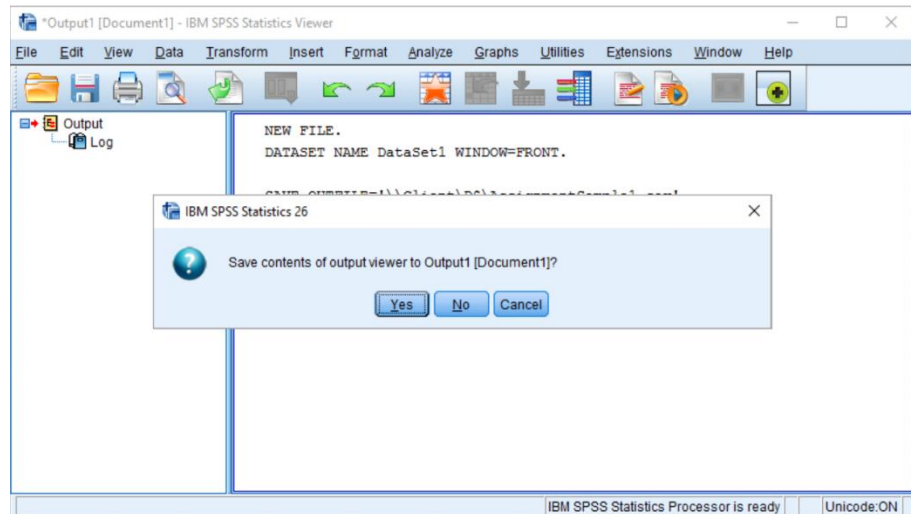 *Output1 [Document1] - IBM SPSS Statistics Viewer
File Edit View Data Transform Insert Format Analyze Graphs Utilities Extensions Window Help
Output
Log
NEW FILE.
DATASET NAME DataSet1 WINDOW=FRONT.
SAVE OUTFILE=
IBM SPSS Statistics 26
Save contents of output viewer to Output1 [Document1]?
Yes No Cancel
IBM SPSS Statistics Processor is ready Unicode:ON